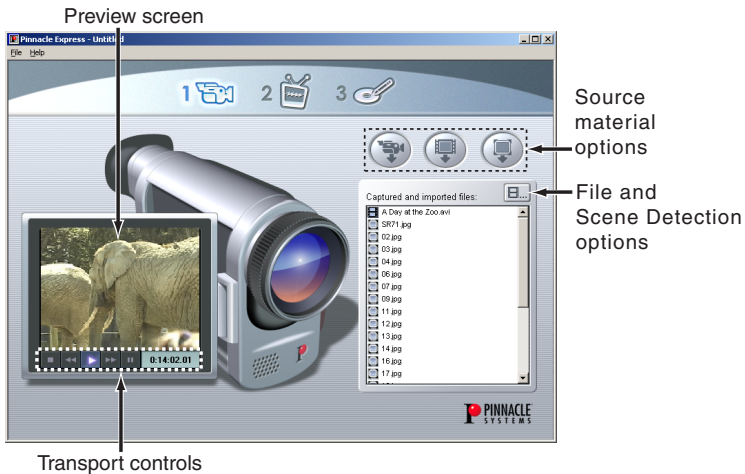 Preview screen
Pinnacle Express - Untitled
File Help
1 2 3
Source
material
options
Captured and imported files:
File and
Scene Detection
options
A Day at the Zoo.avi
SR71.jpg
02.jpg
03.jpg
04.jpg
06.jpg
07.jpg
09.jpg
11.jpg
12.jpg
13.jpg
14.jpg
16.jpg
17.jpg
0:14:02.01
PINNACLE
SYSTEMS
Transport controls